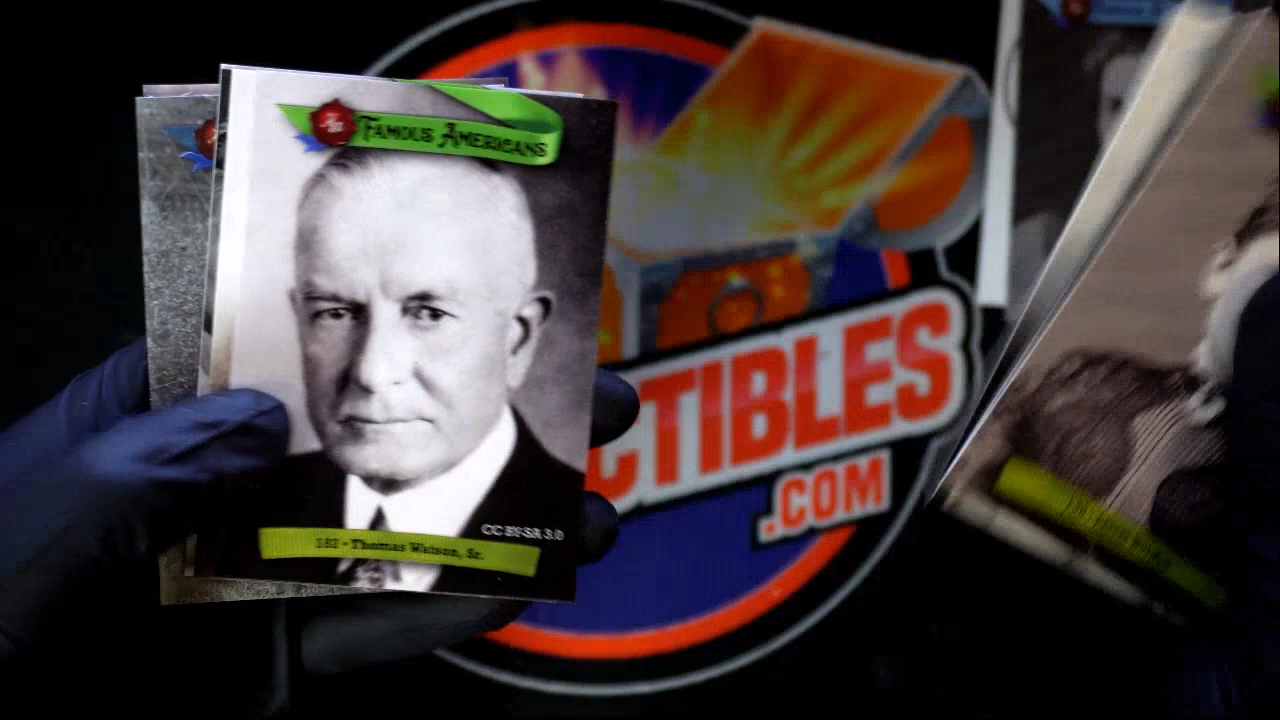 FAMOUS AMERICANS
CTIBLES
.COM
CC BY-SA 3.0
182 - Thomas Watson, Sr.